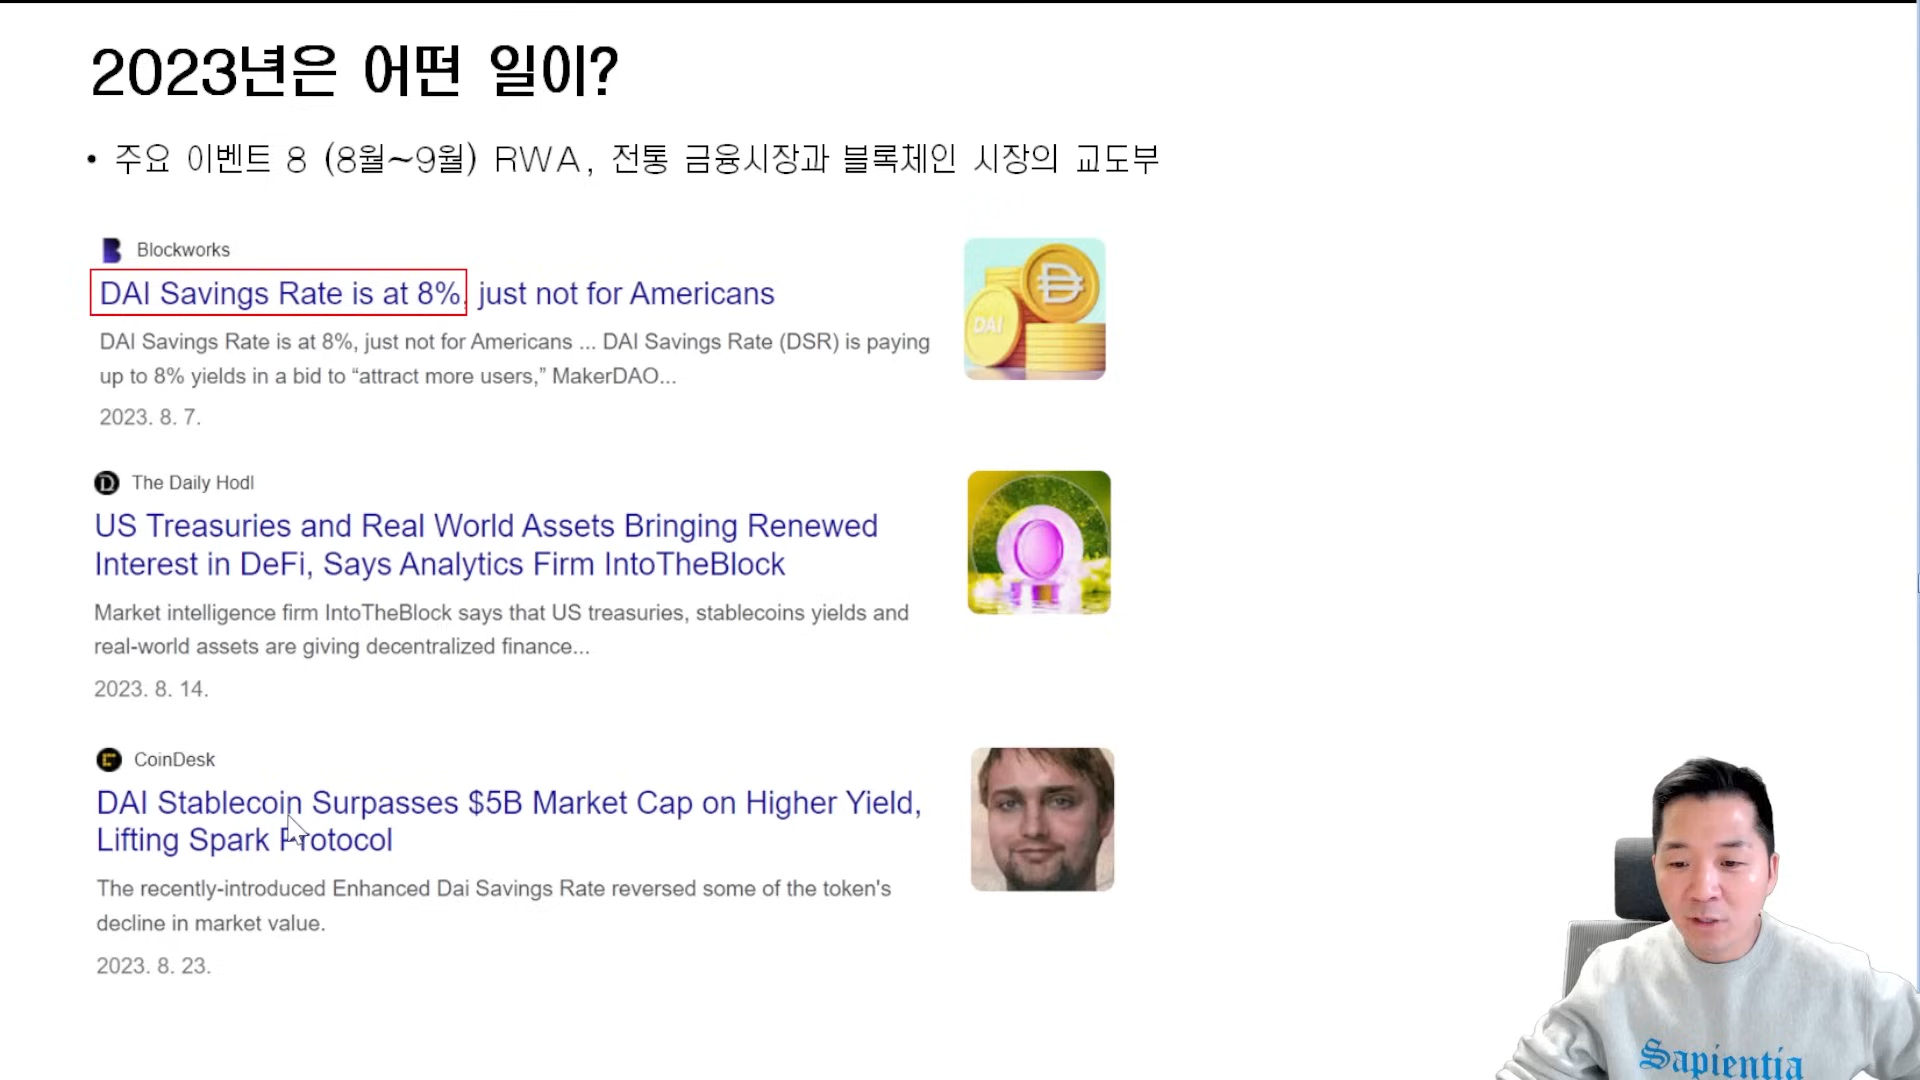 2023년은 어떤 일이?
• 주요 이벤트 8 (8월~9월) RWA, 전통 금융시장과 블록체인 시장의 교도부
Blockworks
DAI Savings Rate is at 8%, just not for Americans
DAI Savings Rate is at 8%, just not for Americans ... DAI Savings Rate (DSR) is paying
up to 8% yields in a bid to “attract more users,” MakerDAO...
2023. 8. 7.
DAI
The Daily Hodl
US Treasuries and Real World Assets Bringing Renewed
Interest in DeFi, Says Analytics Firm IntoTheBlock
Market intelligence firm IntoTheBlock says that US treasuries, stablecoins yields and
real-world assets are giving decentralized finance...
2023. 8. 14.
CoinDesk
DAI Stablecoin Surpasses $5B Market Cap on Higher Yield,
Lifting Spark Protocol
The recently-introduced Enhanced Dai Savings Rate reversed some of the token's
decline in market value.
2023. 8. 23.
Sapientia